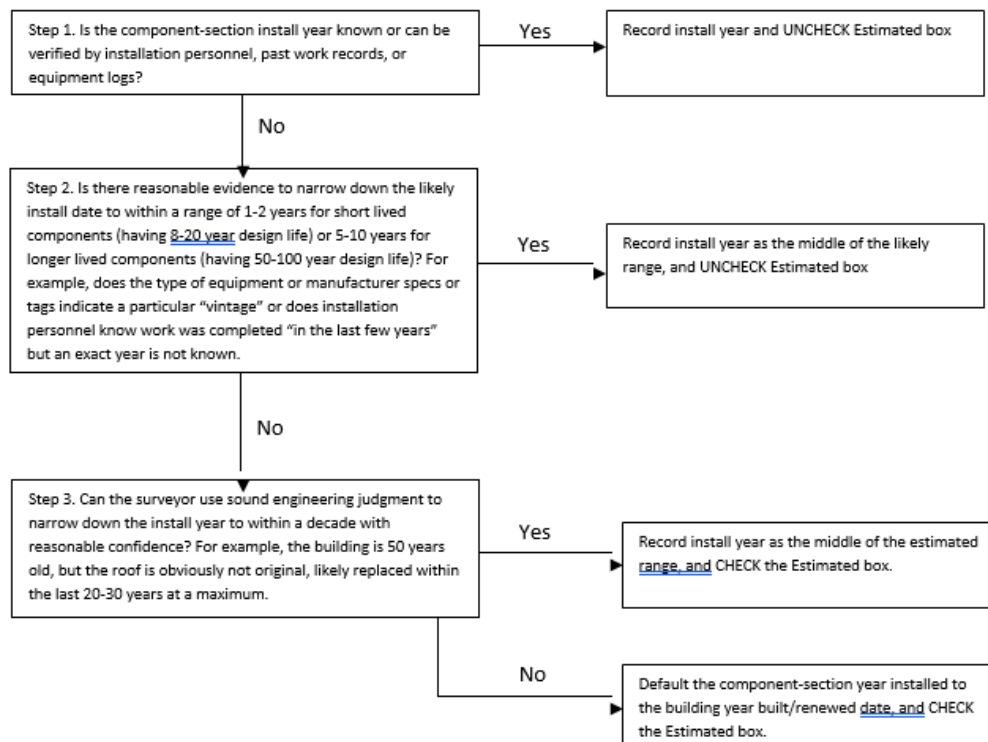 Step 1. Is the component-section install year known or can be
verified by installation personnel, past work records, or
equipment logs?
Yes
Record install year and UNCHECK Estimated box
No
Step 2. Is there reasonable evidence to narrow down the likely
install date to within a range of 1-2 years for short lived
components (having 8-20 year design life) or 5-10 years for
longer lived components (having 50-100 year design life)? For
example, does the type of equipment or manufacturer specs or
tags indicate a particular “vintage” or does installation
personnel know work was completed “in the last few years”
but an exact year is not known.
Yes
Record install year as the middle of the likely
range, and UNCHECK Estimated box
No
Step 3. Can the surveyor use sound engineering judgment to
narrow down the install year to within a decade with
reasonable confidence? For example, the building is 50 years
old, but the roof is obviously not original, likely replaced within
the last 20-30 years at a maximum.
Yes
Record install year as the middle of the estimated
range, and CHECK the Estimated box.
No
Default the component-section year installed to
the building year built/renewed date, and CHECK
the Estimated box.